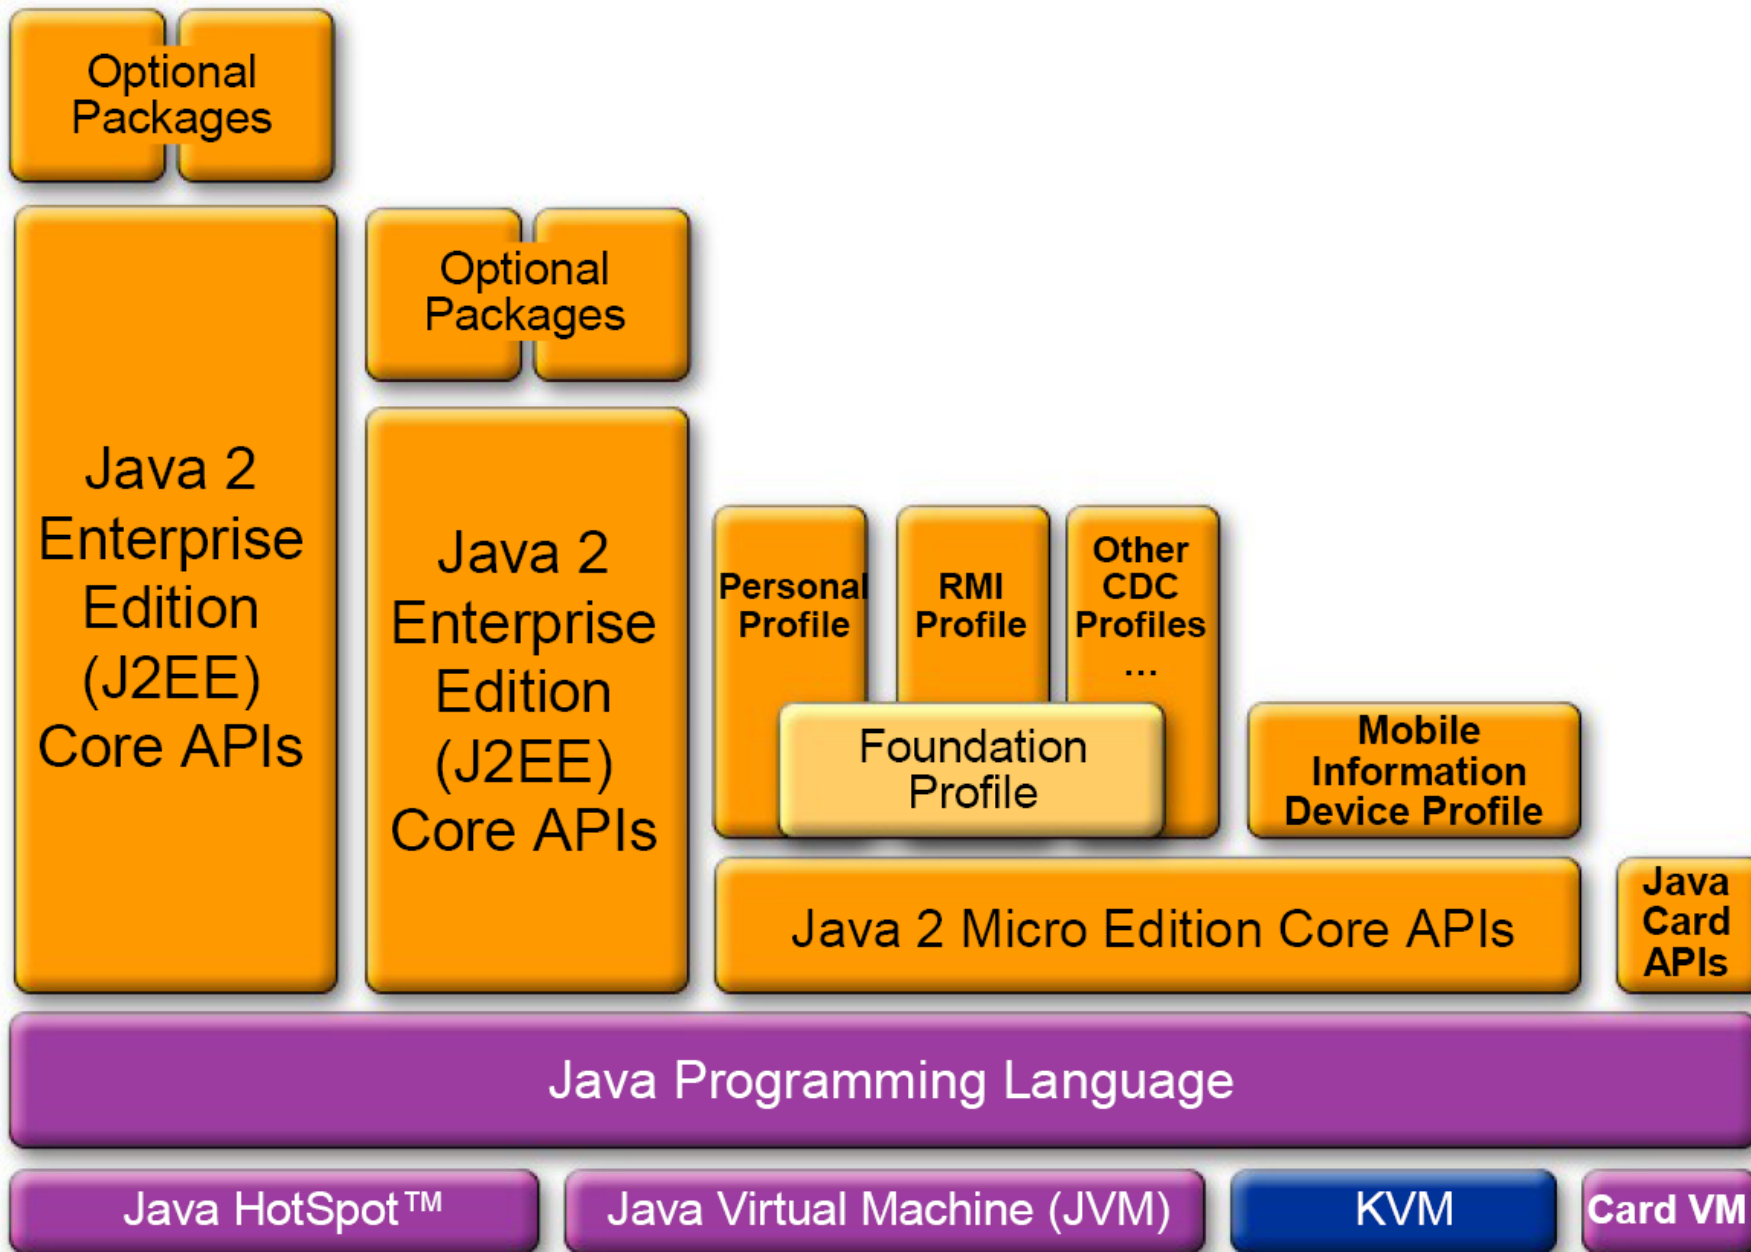 Optional
Packages
Java 2
Enterprise
Edition
(J2EE)
Core APIs
Optional
Packages
Java 2
Enterprise
Edition
(J2EE)
Core APIs
Personal
Profile
RMI
Profile
Other
CDC
Profiles
...
Foundation
Profile
Mobile
Information
Device Profile
Java 2 Micro Edition Core APIs
Java
Card
APIs
Java Programming Language
Java HotSpot™
Java Virtual Machine (JVM)
KVM
Card VM